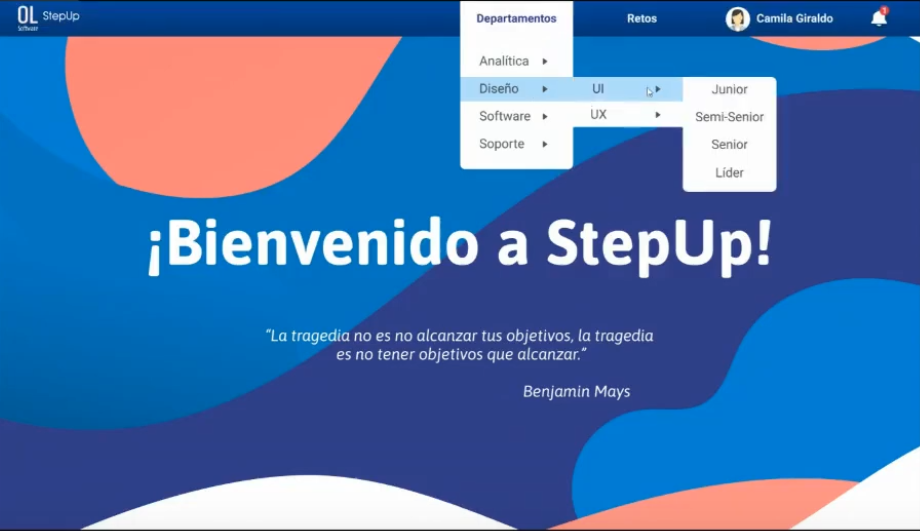 OL StepUp
Software
Departamentos
Retos
Camila Giraldo
1
Analítica
Diseño
Software
Soporte
UI
UX
Junior
Semi-Senior
Senior
Líder
¡Bienvenido a StepUp!
“La tragedia no es no alcanzar tus objetivos, la tragedia
es no tener objetivos que alcanzar.”
Benjamin Mays